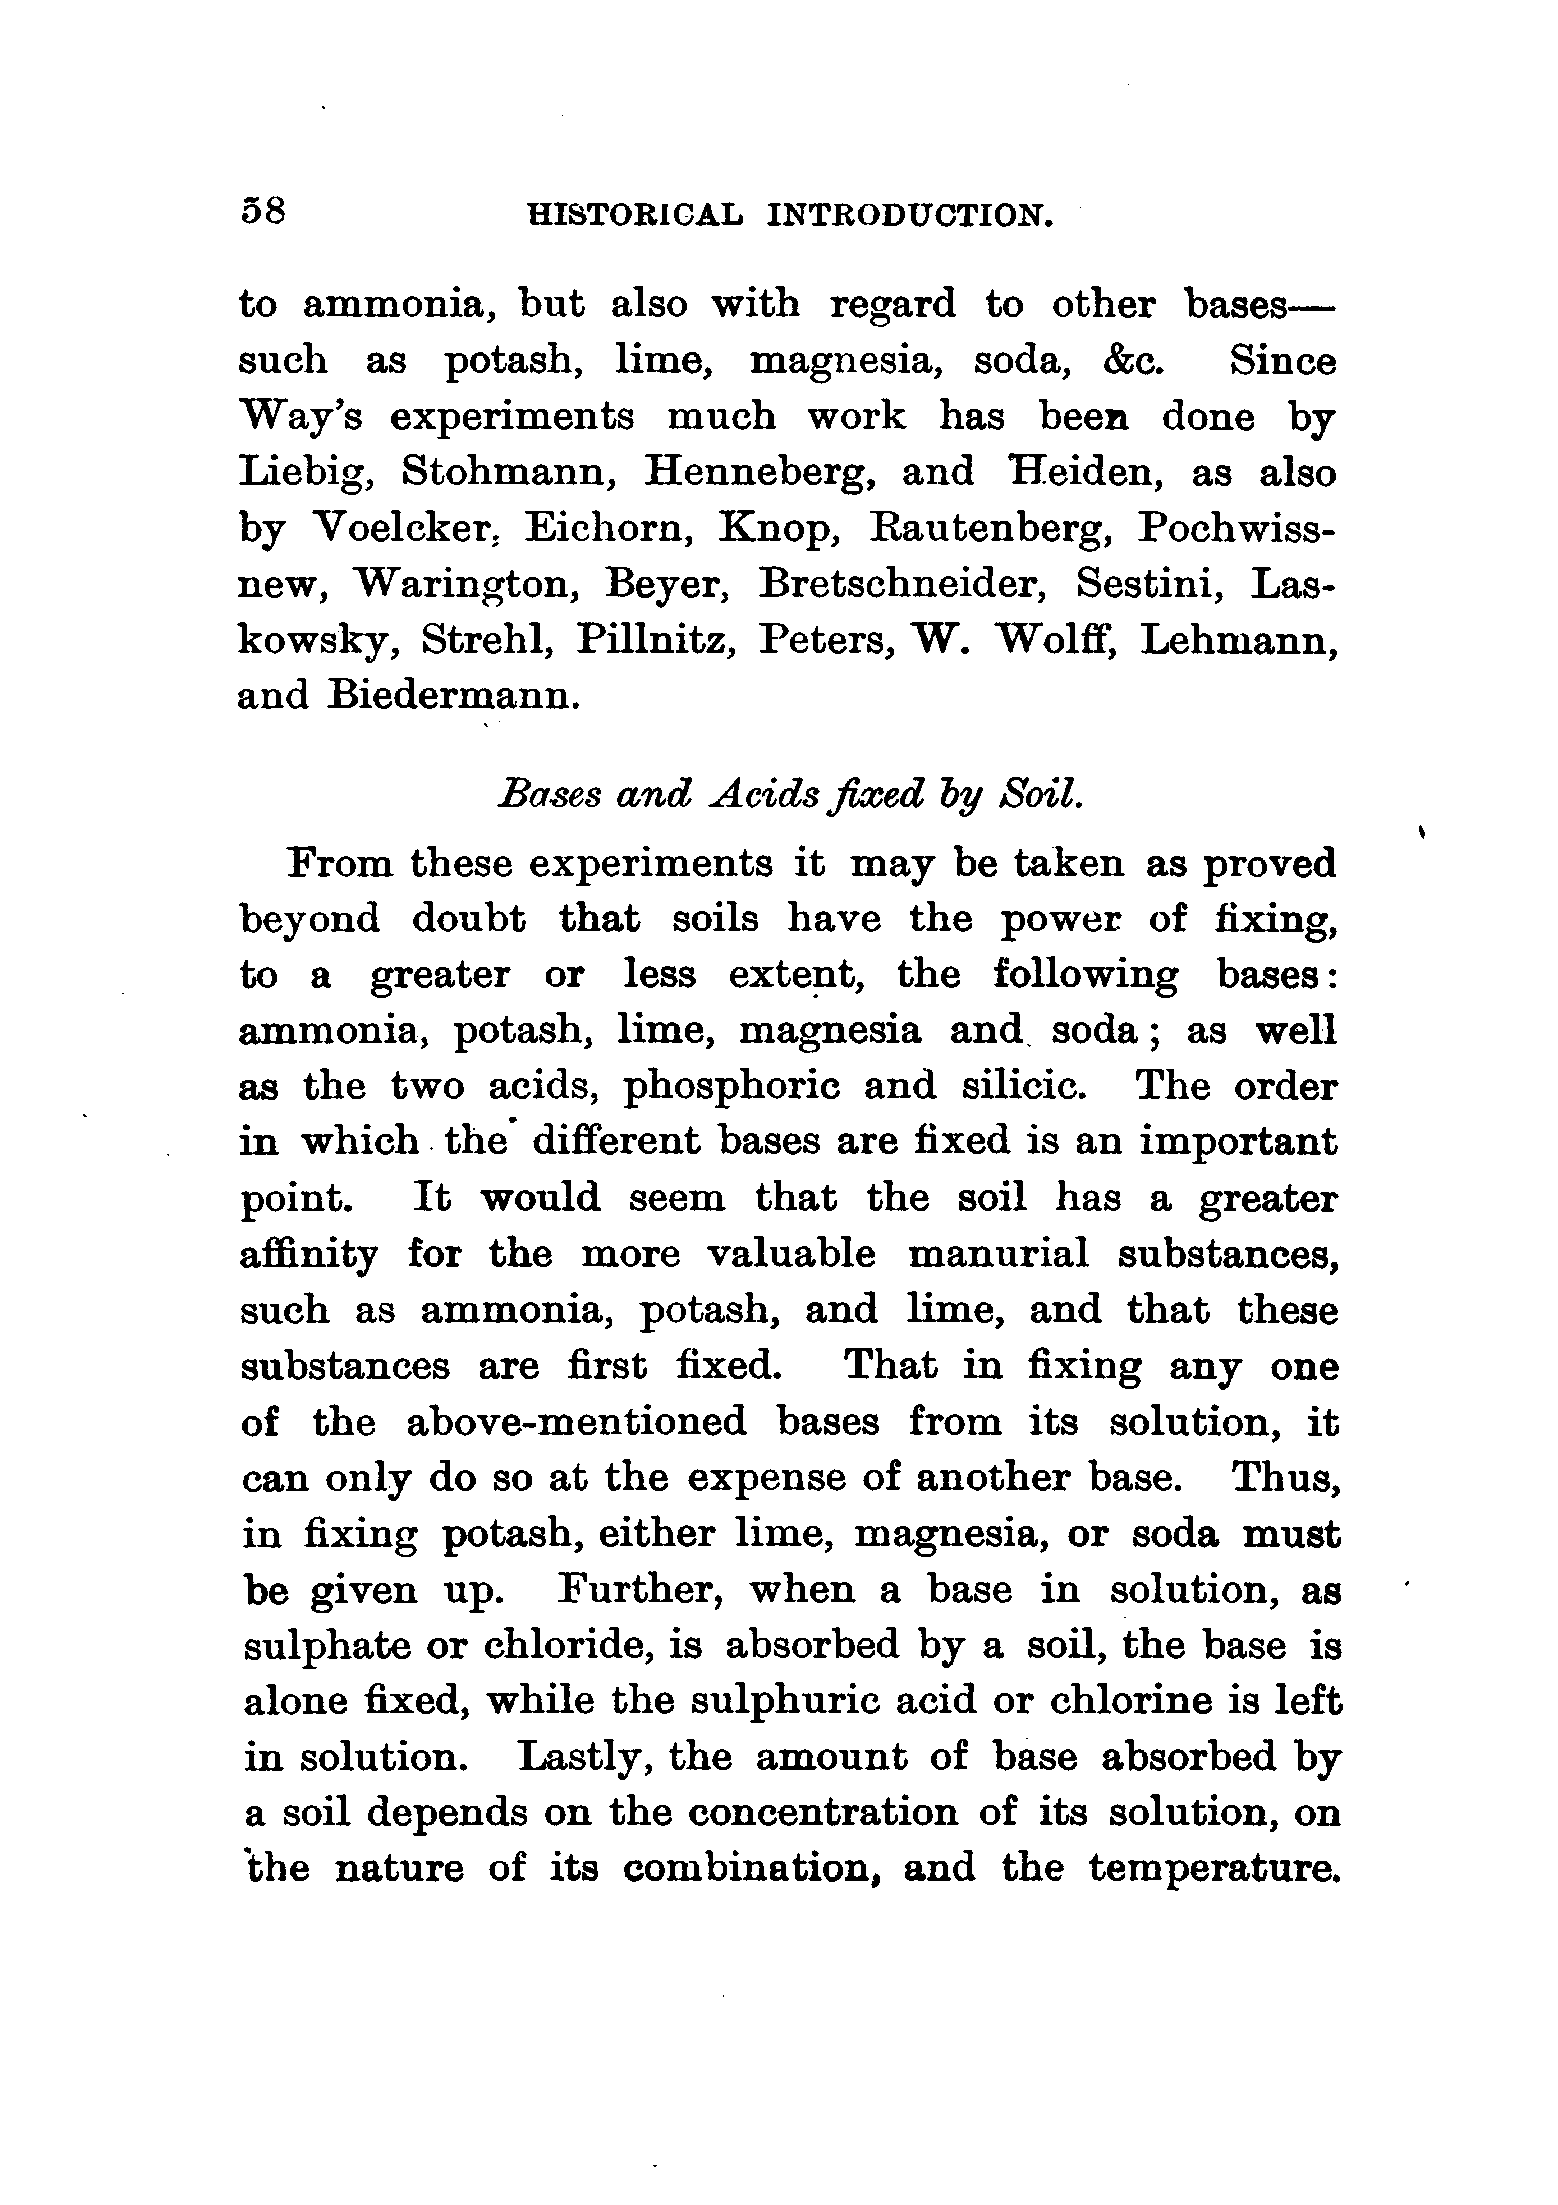 58 HISTORICAL INTRODUCTION.
to ammonia, but also with regard to other bases—
such as potash, lime, magnesia, soda, &c. Since
Way's experiments much work has been done by
Liebig, Stohmann, Henneberg, and Heiden, as also
by Voelcker, Eichorn, Knop, Rautenberg, Pochwiss-
new, Warington, Beyer, Bretschneider, Sestini, Las-
kowsky, Strehl, Pillnitz, Peters, W. Wolff, Lehmann,
and Biedermann.
Bases and Acids fixed by Soil.
From these experiments it may be taken as proved
beyond doubt that soils have the power of fixing,
to a greater or less extent, the following bases:
ammonia, potash, lime, magnesia and soda; as well
as the two acids, phosphoric and silicic. The order
in which the different bases are fixed is an important
point. It would seem that the soil has a greater
affinity for the more valuable manurial substances,
such as ammonia, potash, and lime, and that these
substances are first fixed. That in fixing any one
of the above-mentioned bases from its solution, it
can only do so at the expense of another base. Thus,
in fixing potash, either lime, magnesia, or soda must
be given up. Further, when a base in solution, as
sulphate or chloride, is absorbed by a soil, the base is
alone fixed, while the sulphuric acid or chlorine is left
in solution. Lastly, the amount of base absorbed by
a soil depends on the concentration of its solution, on
the nature of its combination, and the temperature.